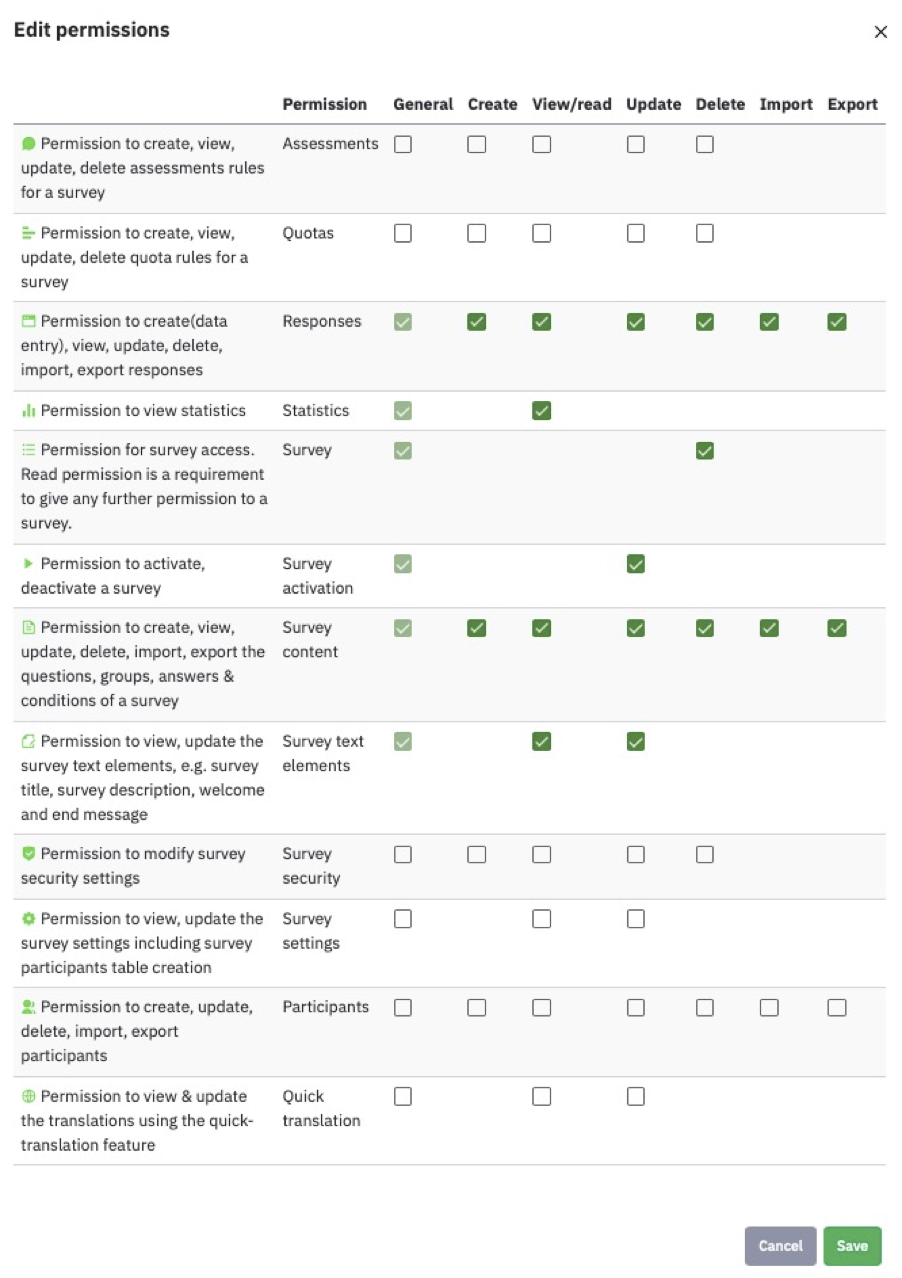 Edit permissions
Permission General Create View/read Update Delete Import Export
Permission to create, view, Assessments
update, delete assessments rules
for a survey
Permission to create, view, Quotas
update, delete quota rules for a
survey
Permission to create(data Responses
entry), view, update, delete,
import, export responses
Permission to view statistics Statistics
Permission for survey access. Survey
Read permission is a requirement
to give any further permission to a
survey.
Permission to activate, Survey
deactivate a survey activation
Permission to create, view, Survey
update, delete, import, export the content
questions, groups, answers &
conditions of a survey
Permission to view, update the Survey text
survey text elements, e.g. survey elements
title, survey description, welcome
and end message
Permission to modify survey Survey
security settings security
Permission to view, update the Survey
survey settings including survey settings
participants table creation
Permission to create, update, Participants
delete, import, export
participants
Permission to view & update Quick
the translations using the quick- translation
translation feature
Cancel Save